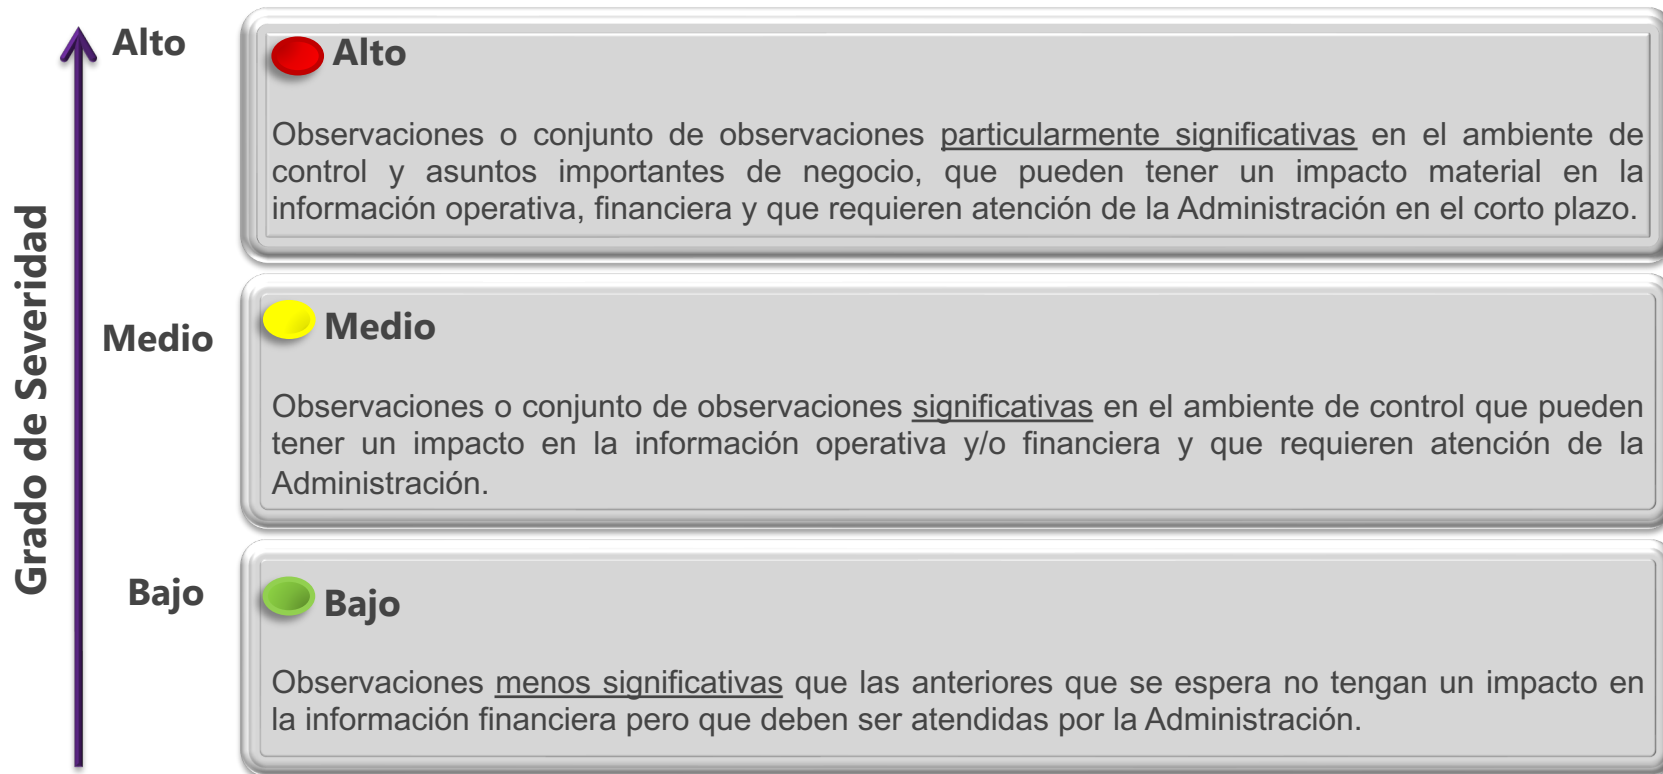 Grado de Severidad
Alto
Alto
Observaciones o conjunto de observaciones particularmente significativas en el ambiente de
control y asuntos importantes de negocio, que pueden tener un impacto material en la
información operativa, financiera y que requieren atención de la Administración en el corto plazo.
Medio
Medio
Observaciones o conjunto de observaciones significativas en el ambiente de control que pueden
tener un impacto en la información operativa y/o financiera y que requieren atención de la
Administración.
Bajo
Bajo
Observaciones menos significativas que las anteriores que se espera no tengan un impacto en
la información financiera pero que deben ser atendidas por la Administración.